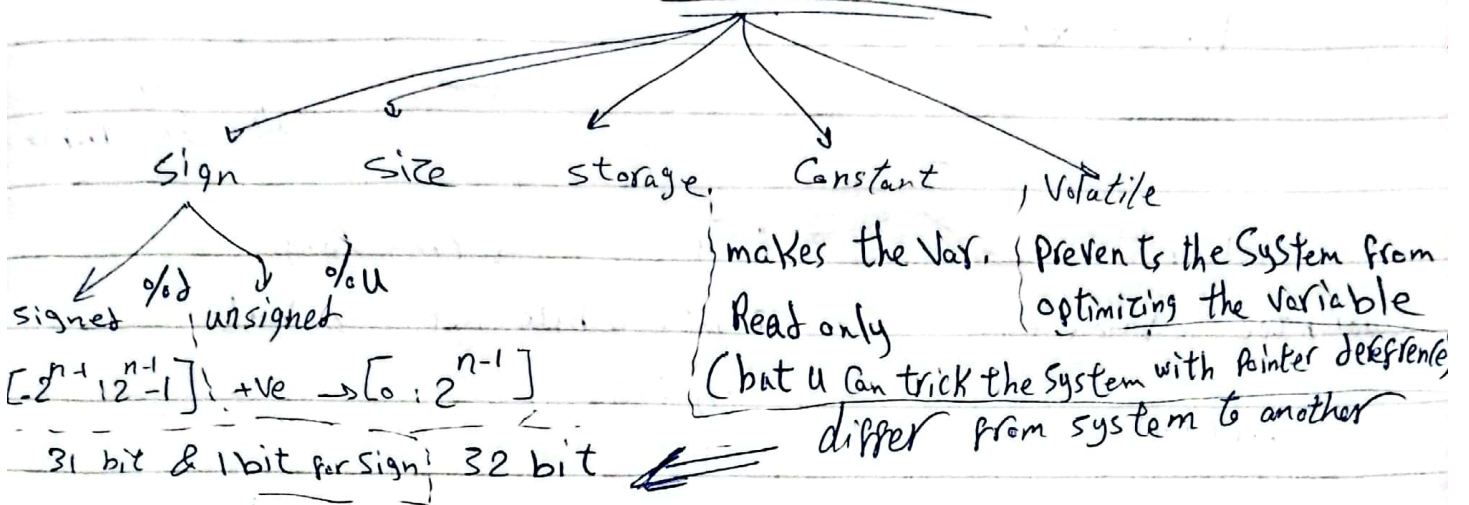 Sign Size storage Constant , Volatile
%d %u
signed unsigned
makes the Var. Prevents the System from
Read only optimizing the Variable
[-2^n-1 , 2^n-1 -1] +ve → [0 : 2^n-1]
(but u Can trick the System with Pointer derefrence
differ from system to another
31 bit & 1 bit for Sign 32 bit